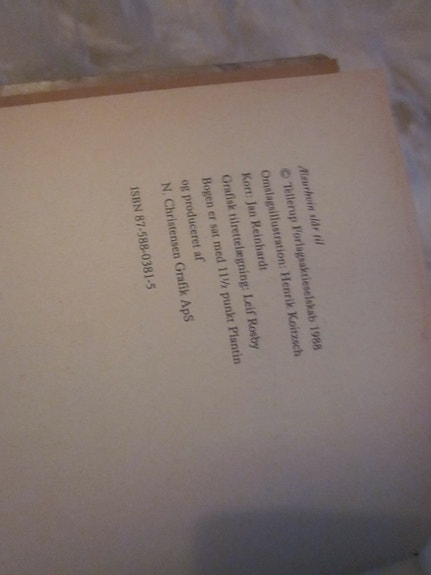 Ænurhoin slår til
© Tellerup Forlagsaktieselskab 1988
Omslagsillustration: Henrik Koitzsch
Kort: Jan Reinhardt
Grafisk tilrettelægning: Leif Rosby
Bogen er sat med 11½ punkt Plantin
og produceret af
N. Christensen Grafik ApS
ISBN 87-588-0381-5